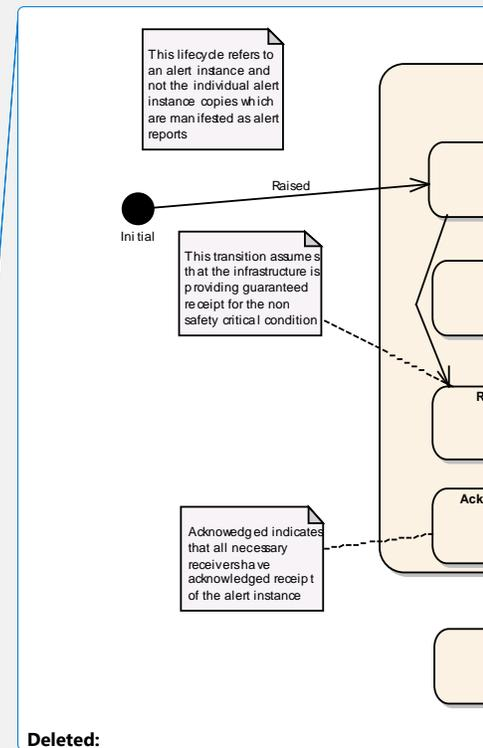 This lifecycle refers to
an alert instance and
not the individual alert
instance copies which
are manifested as alert
reports
Raised
Initial
This transition assumes
that the infrastructure is
providing guaranteed
receipt for the non
safety critical condition
R
Ack
Acknowedged indicates
that all necessary
receivers have
acknowledged receipt
of the alert instance
Deleted: